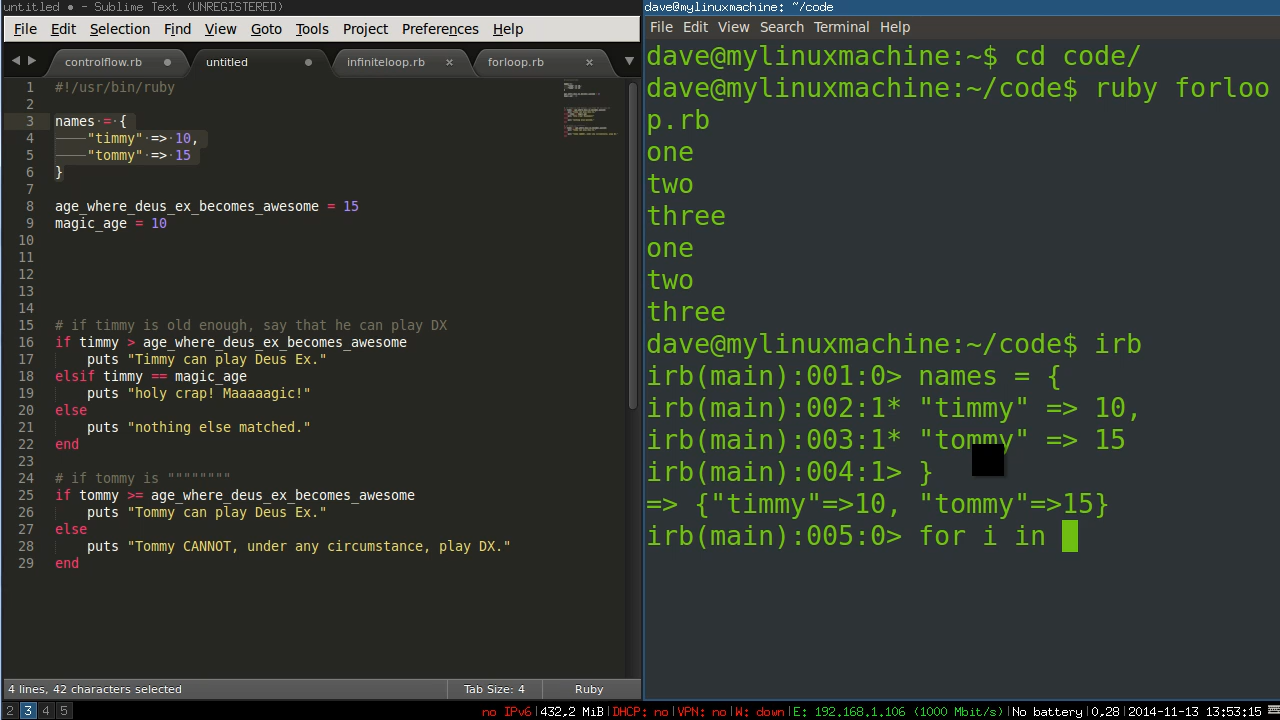 untitled • - Sublime Text (UNREGISTERED)
File Edit Selection Find View Goto Tools Project Preferences Help
controlflow.rb untitled infiniteloop.rb forloop.rb
1 #!/usr/bin/ruby
2
3 names = {
4 "timmy" => 10,
5 "tommy" => 15
6 }
7
8 age_where_deus_ex_becomes_awesome = 15
9 magic_age = 10
10
11
12
13
14
15 # if timmy is old enough, say that he can play DX
16 if timmy > age_where_deus_ex_becomes_awesome
17 puts "Timmy can play Deus Ex."
18 elsif timmy == magic_age
19 puts "holy crap! Maaaaagic!"
20 else
21 puts "nothing else matched."
22 end
23
24 # if tommy is """"""""
25 if tommy >= age_where_deus_ex_becomes_awesome
26 puts "Tommy can play Deus Ex."
27 else
28 puts "Tommy CANNOT, under any circumstance, play DX."
29 end
4 lines, 42 characters selected Tab Size: 4 Ruby
dave@mylinuxmachine: ~/code
File Edit View Search Terminal Help
dave@mylinuxmachine:~$ cd code/
dave@mylinuxmachine:~/code$ ruby forloo
p.rb
one
two
three
one
two
three
dave@mylinuxmachine:~/code$ irb
irb(main):001:0> names = {
irb(main):002:1* "timmy" => 10,
irb(main):003:1* "tommy" => 15
irb(main):004:1> }
=> {"timmy"=>10, "tommy"=>15}
irb(main):005:0> for i in
2 3 4 5 no IPv6|432,2 MiB|DHCP: no|VPN: no|W: down|E: 192.168.1.106 (1000 Mbit/s)|No battery|0,28|2014-11-13 13:53:15